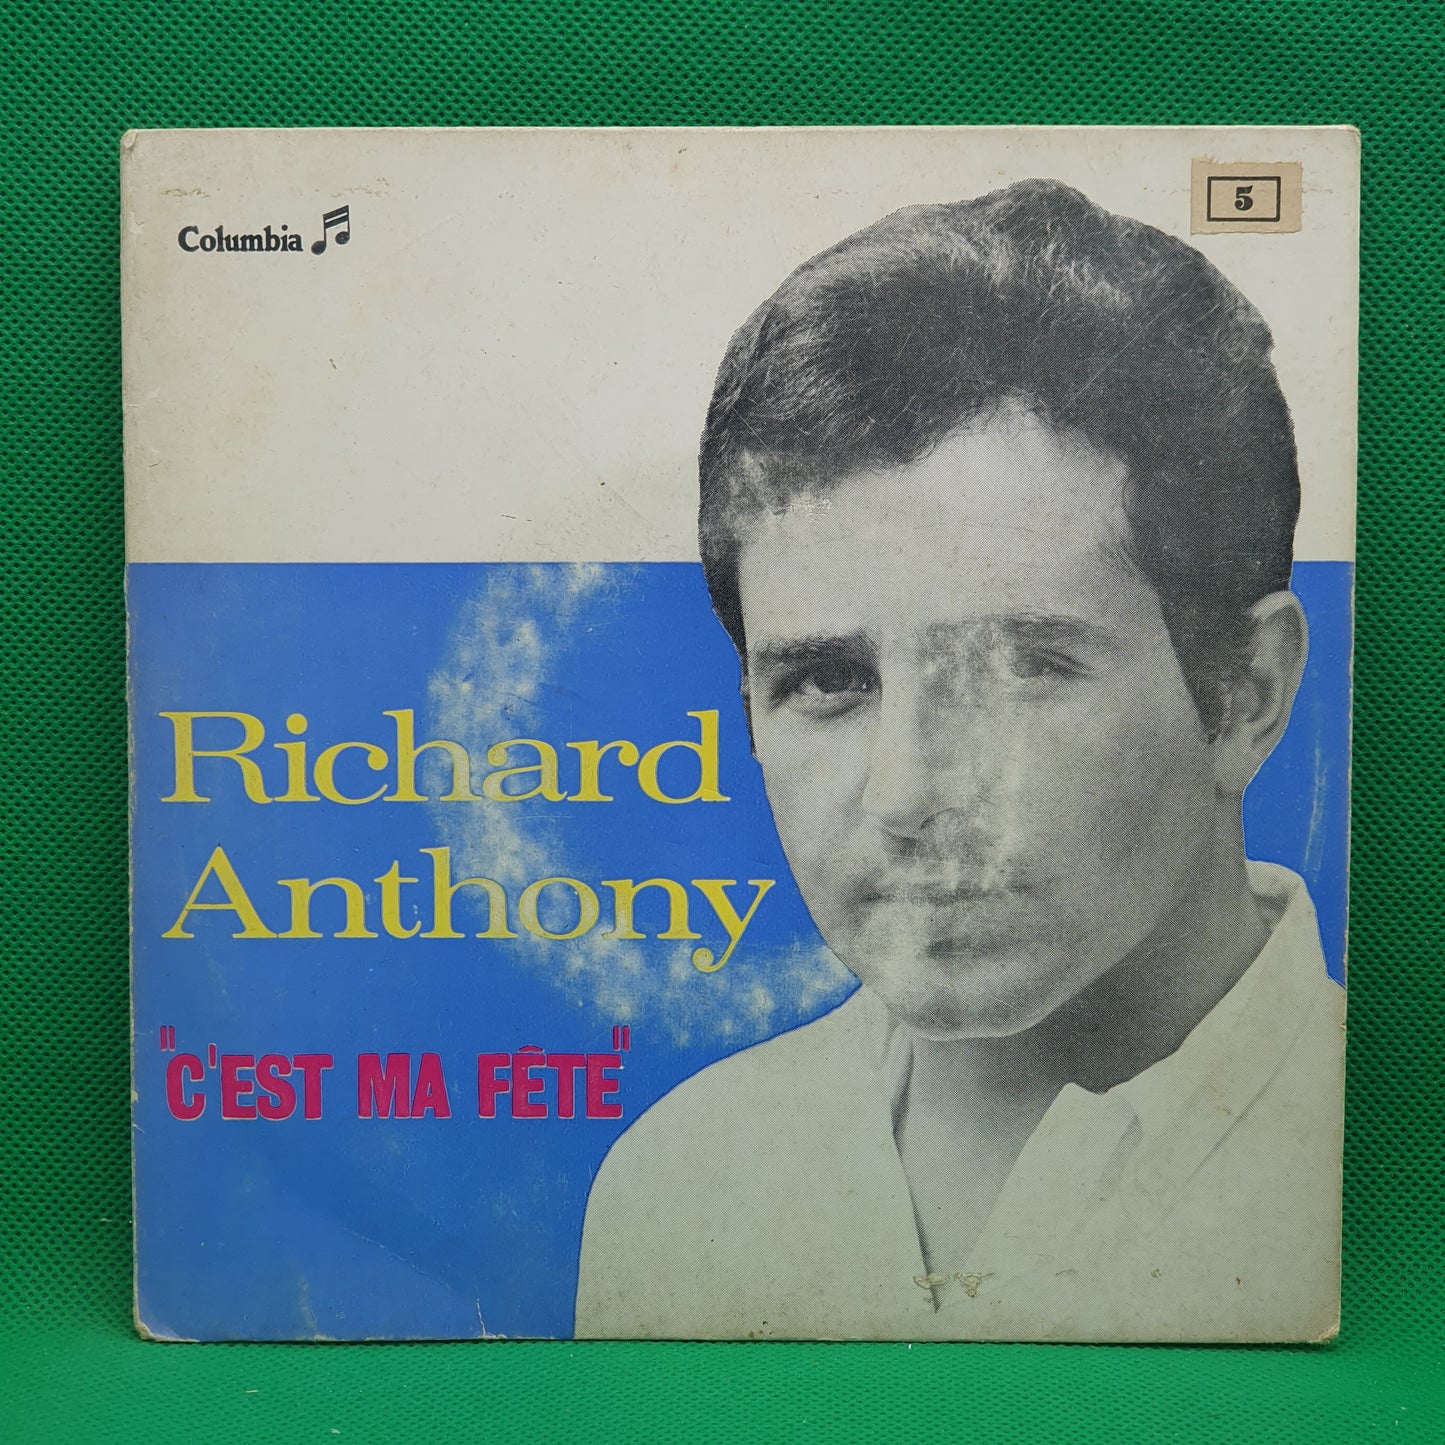 Columbia
5
Richard
Anthony
"C'EST MA FÊTE"